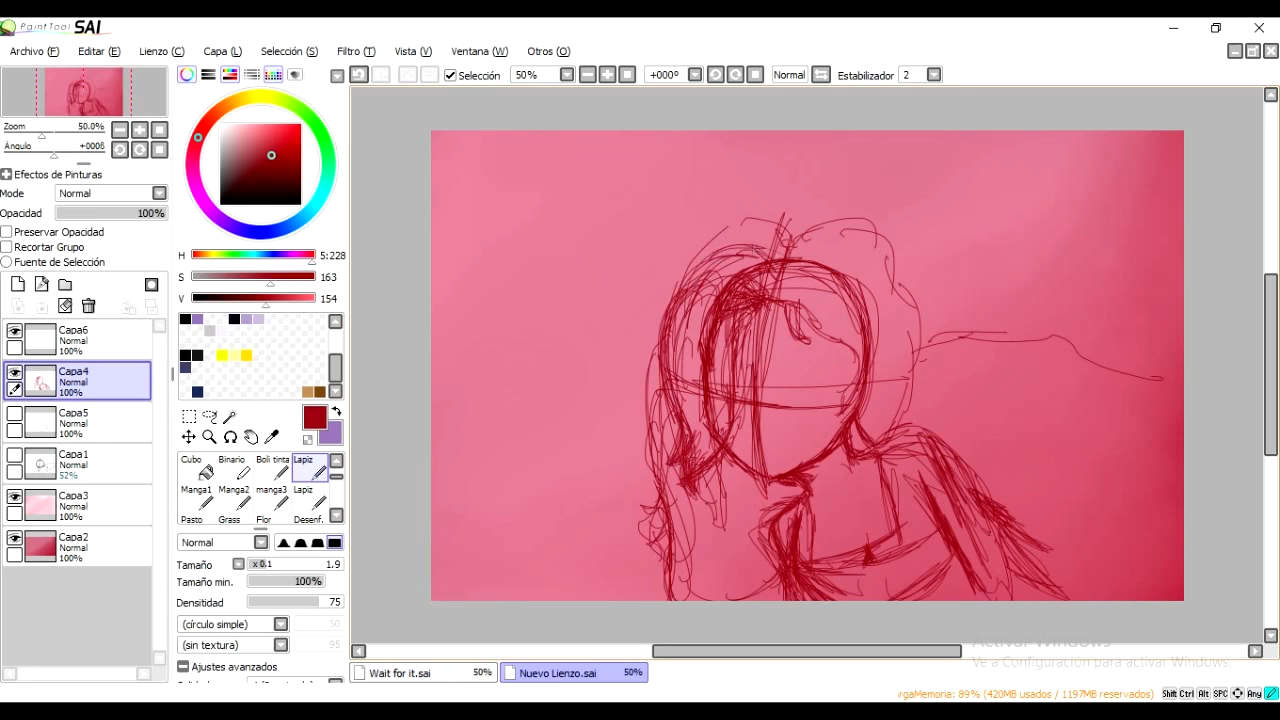 PaintTool SAI
Archivo (F) Editar (E) Lienzo (C) Capa (L) Selección (S) Filtro (T) Vista (V) Ventana (W) Otros (O)
Selección 50% +000° Normal Estabilizador 2
Zoom 50.0%
Ángulo +000ß
Efectos de Pinturas
Mode Normal
Opacidad 100%
Preservar Opacidad
Recortar Grupo
Fuente de Selección
Capa6
Normal
100%
Capa4
Normal
100%
Capa5
Normal
100%
Capa1
Normal
52%
Capa3
Normal
100%
Capa2
Normal
100%
H 5:228
S 163
V 154
Cubo Binario Boli tinta Lapiz
Manga1 Manga2 manga3 Lapiz
Pasto Grass Flor Desenf.
Normal
Tamaño x 0.1 1.9
Tamaño min. 100%
Densitidad 75
(círculo simple) 50
(sin textura) 95
Ajustes avanzados
Wait for it.sai 50% Nuevo Lienzo.sai 50%
Activar Windows
Ve a Configuración para activar Windows.
rgaMemoria: 89% (420MB usados / 1197MB reservados) Shift Ctrl Alt SPC Any